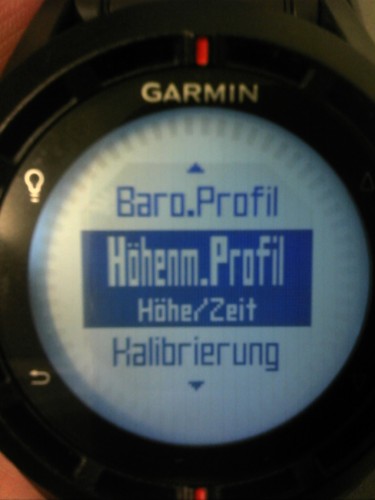 GARMIN
Baro.Profil
Höhenm.Profil
Höhe/Zeit
Kalibrierung